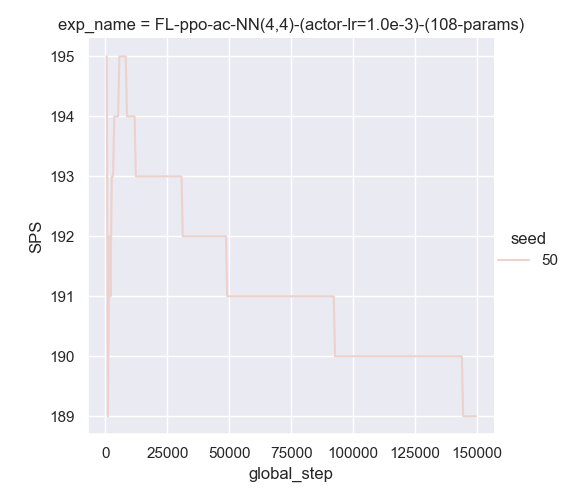 exp_name = FL-ppo-ac-NN(4,4)-(actor-lr=1.0e-3)-(108-params)
195
194
193
192
191
190
189
SPS
0 25000 50000 75000 100000 125000 150000
global_step
seed
50